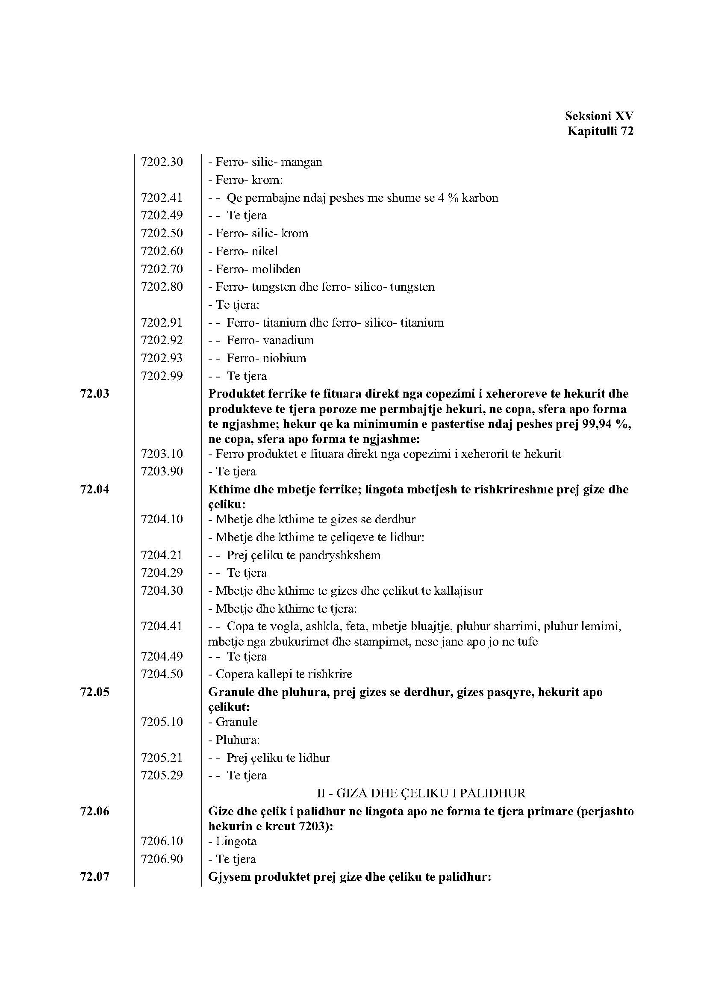 Seksioni XV
Kapitulli 72
7202.30 - Ferro- silic- mangan
- Ferro- krom:
7202.41 - - Qe permbajne ndaj peshes me shume se 4 % karbon
7202.49 - - Te tjera
7202.50 - Ferro- silic- krom
7202.60 - Ferro- nikel
7202.70 - Ferro- molibden
7202.80 - Ferro- tungsten dhe ferro- silico- tungsten
- Te tjera:
7202.91 - - Ferro- titanium dhe ferro- silico- titanium
7202.92 - - Ferro- vanadium
7202.93 - - Ferro- niobium
7202.99 - - Te tjera
72.03 Produktet ferrike te fituara direkt nga copezimi i xeheroreve te hekurit dhe
produkteve te tjera poroze me permbajtje hekuri, ne copa, sfera apo forma
te ngjashme; hekur qe ka minimumin e pastertise ndaj peshes prej 99,94 %,
ne copa, sfera apo forma te ngjashme:
7203.10 - Ferro produktet e fituara direkt nga copezimi i xeherorit te hekurit
7203.90 - Te tjera
72.04 Kthime dhe mbetje ferrike; lingota mbetjesh te rishkrireshme prej gize dhe
çeliku:
7204.10 - Mbetje dhe kthime te gizes se derdhur
- Mbetje dhe kthime te çeliqeve te lidhur:
7204.21 - - Prej çeliku te pandryshkshem
7204.29 - - Te tjera
7204.30 - Mbetje dhe kthime te gizes dhe çelikut te kallajisur
- Mbetje dhe kthime te tjera:
7204.41 - - Copa te vogla, ashkla, feta, mbetje bluajtje, pluhur sharrimi, pluhur lemimi,
mbetje nga zbukurimet dhe stampimet, nese jane apo jo ne tufe
7204.49 - - Te tjera
7204.50 - Copera kallepi te rishkrire
72.05 Granule dhe pluhura, prej gizes se derdhur, gizes pasqyre, hekurit apo
çelikut:
7205.10 - Granule
- Pluhura:
7205.21 - - Prej çeliku te lidhur
7205.29 - - Te tjera
II - GIZA DHE ÇELIKU I PALIDHUR
72.06 Gize dhe çelik i palidhur ne lingota apo ne forma te tjera primare (perjashto
hekurin e kreut 7203):
7206.10 - Lingota
7206.90 - Te tjera
72.07 Gjysem produktet prej gize dhe çeliku te palidhur: